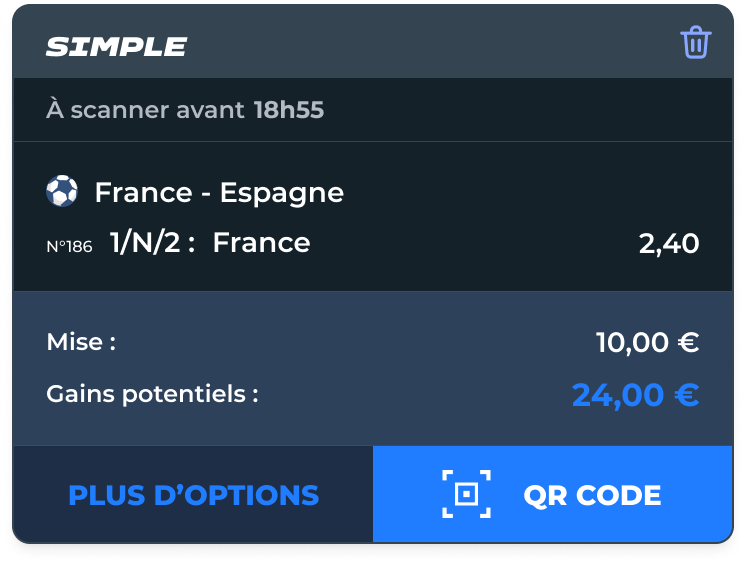 SIMPLE
À scanner avant 18h55
France - Espagne
N°186 1/N/2 : France 2,40
Mise : 10,00 €
Gains potentiels : 24,00 €
PLUS D’OPTIONS QR CODE